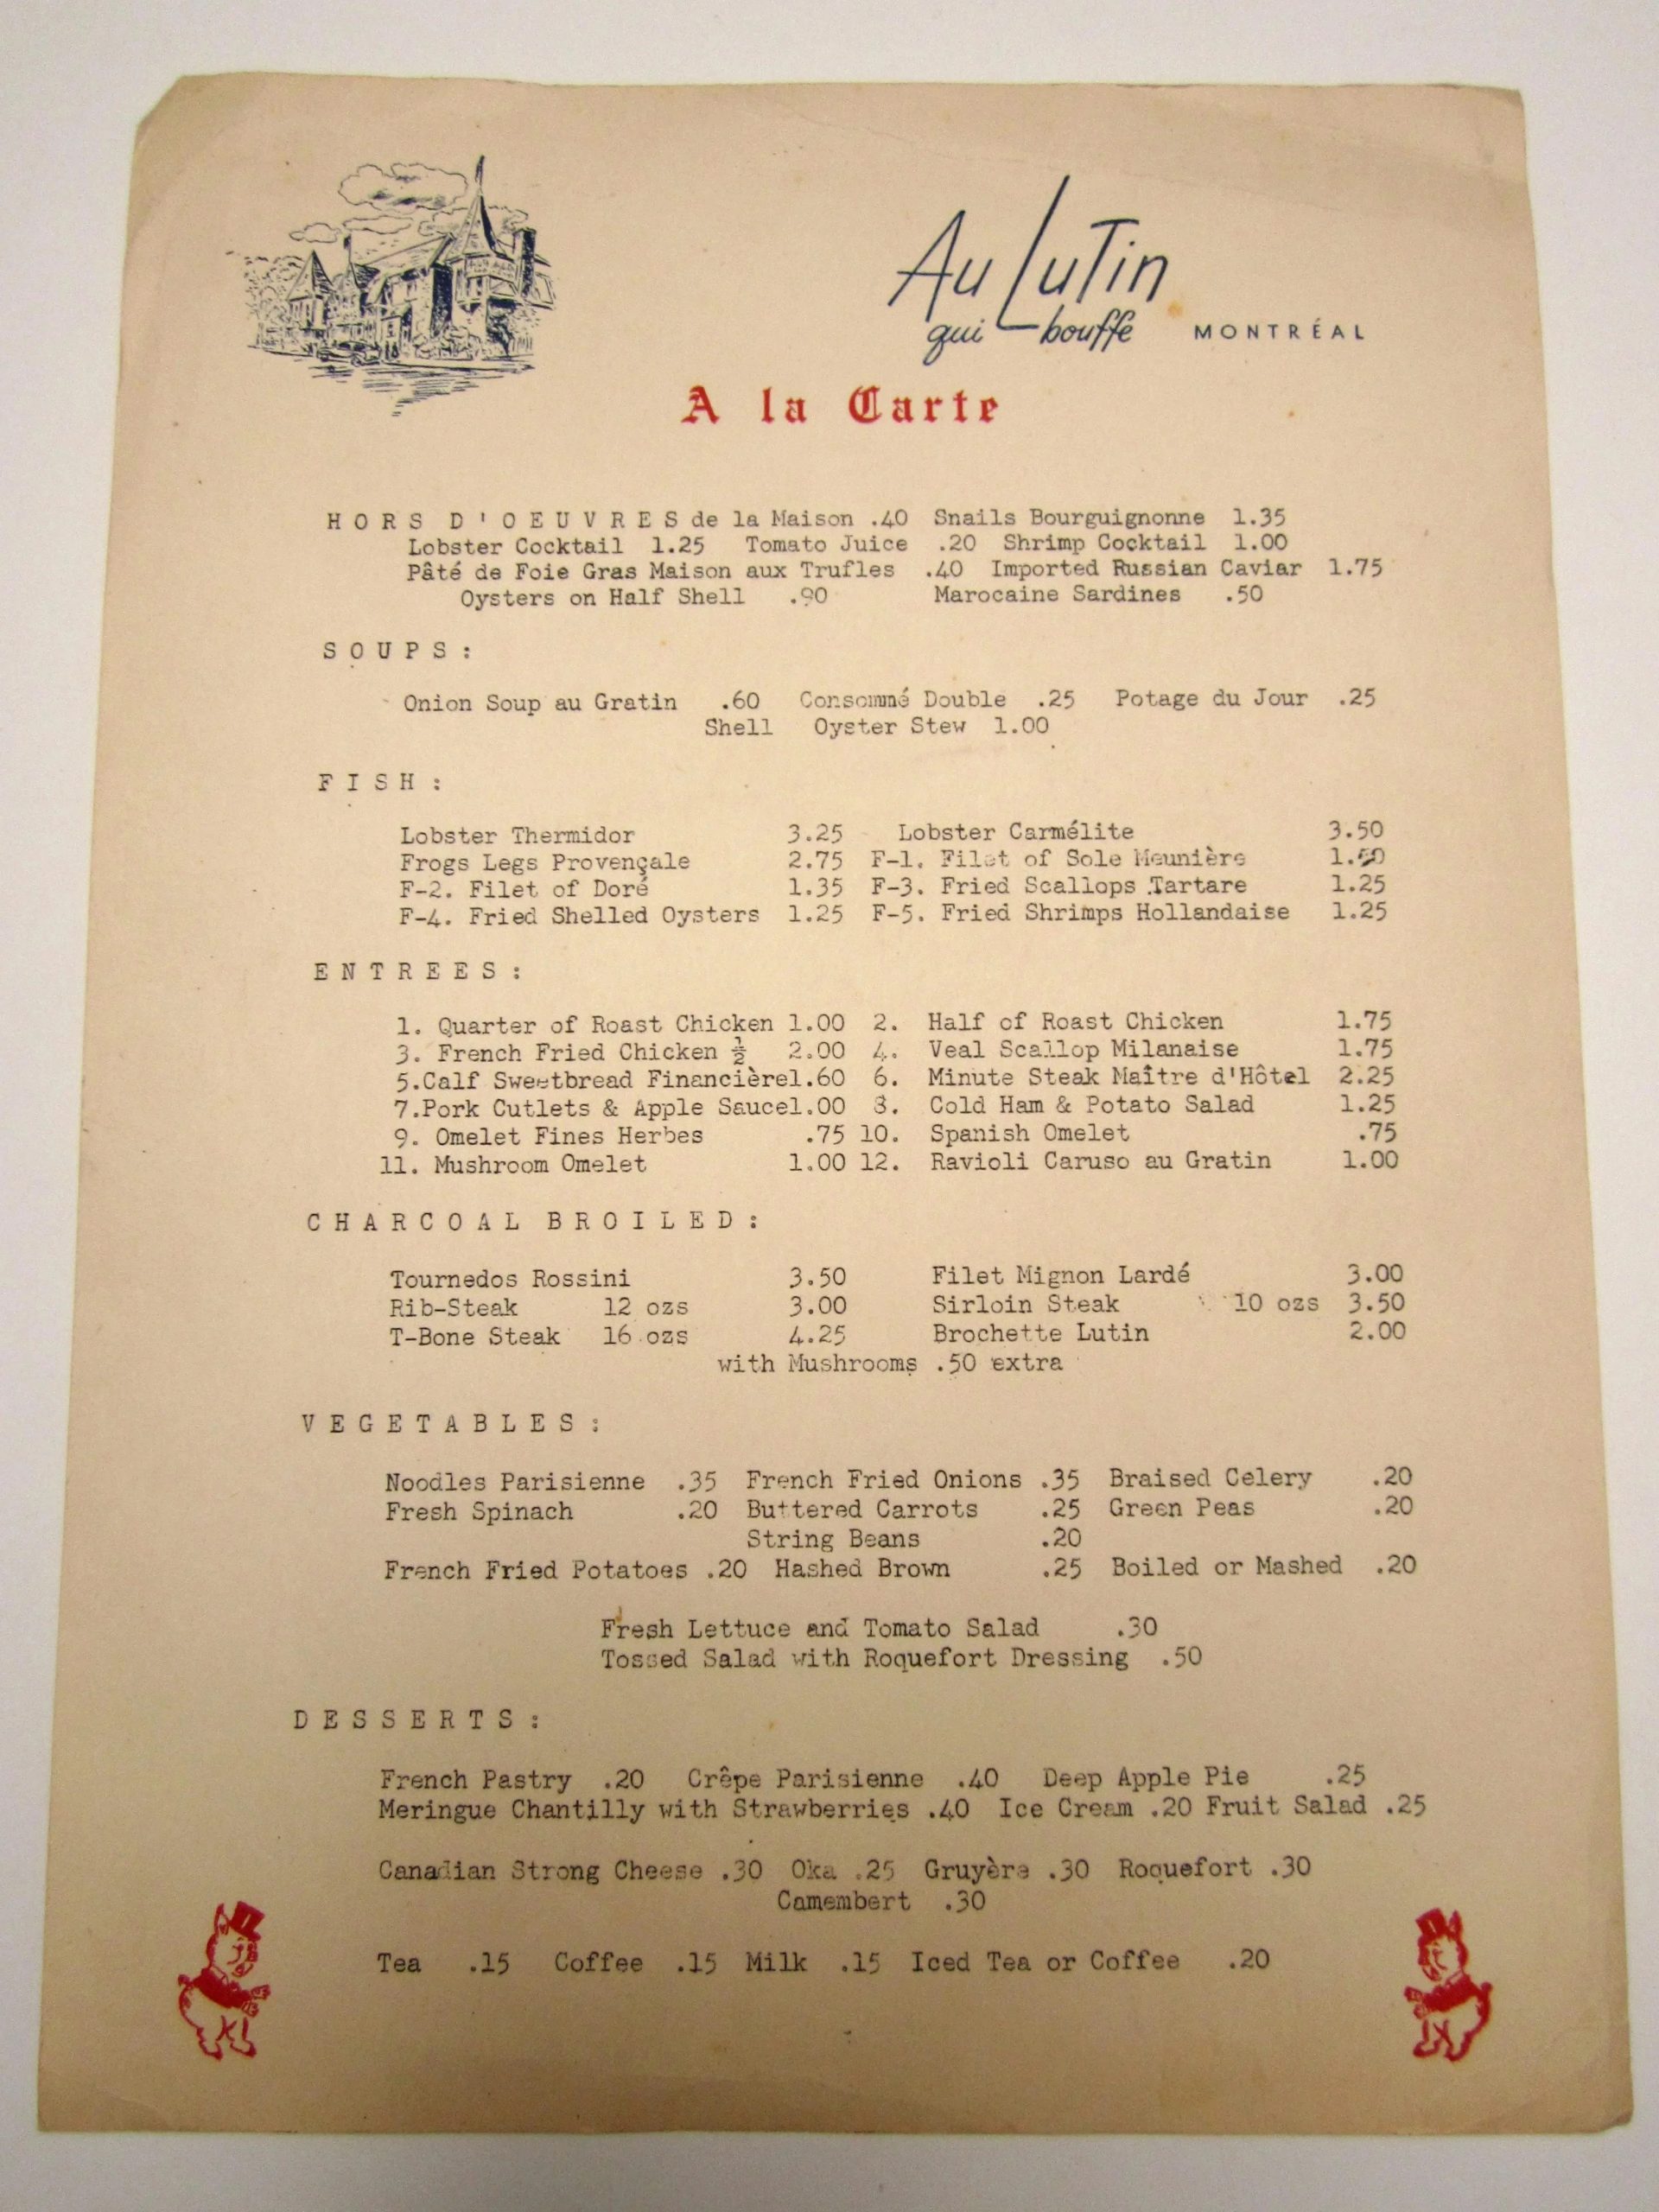 Au Lutin
qui bouffe MONTRÉAL
A la Carte
HORS D'OEUVRES de la Maison .40 Snails Bourguignonne 1.35
Lobster Cocktail 1.25 Tomato Juice .20 Shrimp Cocktail 1.00
Pâté de Foie Gras Maison aux Trufles .40 Imported Russian Caviar 1.75
Oysters on Half Shell .90 Marocaine Sardines .50
SOUPS:
Onion Soup au Gratin .60 Consommé Double .25 Potage du Jour .25
Shell Oyster Stew 1.00
FISH:
Lobster Thermidor 3.25 Lobster Carmélite 3.50
Frogs Legs Provençale 2.75 F-1. Filet of Sole Meunière
F-2. Filet of Doré 1.35 F-3. Fried Scallops Tartare 1.25
F-4. Fried Shelled Oysters 1.25 F-5. Fried Shrimps Hollandaise 1.25
ENTREES:
1. Quarter of Roast Chicken 1.00 2. Half of Roast Chicken 1.75
3. French Fried Chicken ½ 2.00 4. Veal Scallop Milanaise 1.75
5.Calf Sweetbread Financière1.60 6. Minute Steak Maître d'Hôtel 2.25
7.Pork Cutlets & Apple Sauce1.00 8. Cold Ham & Potato Salad 1.25
9. Omelet Fines Herbes .75 10. Spanish Omelet .75
11. Mushroom Omelet 1.00 12. Ravioli Caruso au Gratin 1.00
CHARCOAL BROILED:
Tournedos Rossini 3.50 Filet Mignon Lardé 3.00
Rib-Steak 12 ozs 3.00 Sirloin Steak 10 ozs 3.50
T-Bone Steak 16 ozs 4.25 Brochette Lutin 2.00
with Mushrooms .50 extra
VEGETABLES:
Noodles Parisienne .35 French Fried Onions .35 Braised Celery .20
Fresh Spinach .20 Buttered Carrots .25 Green Peas .20
String Beans .20
French Fried Potatoes .20 Hashed Brown .25 Boiled or Mashed .20
Fresh Lettuce and Tomato Salad .30
Tossed Salad with Roquefort Dressing .50
DESSERTS:
French Pastry .20 Crêpe Parisienne .40 Deep Apple Pie .25
Meringue Chantilly with Strawberries .40 Ice Cream .20 Fruit Salad .25
Canadian Strong Cheese .30 Oka .25 Gruyère .30 Roquefort .30
Camembert .30
Tea .15 Coffee .15 Milk .15 Iced Tea or Coffee .20